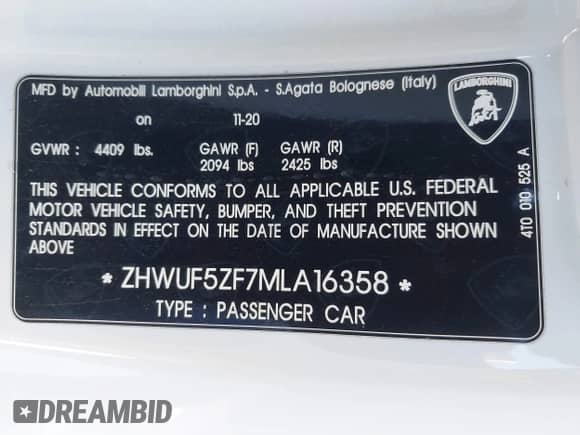 MFD by Automobili Lamborghini S.p.A. - S.Agata Bolognese (Italy)
LAMBORGHINI
on 11-20
GVWR : 4409 lbs. GAWR (F) GAWR (R)
2094 lbs 2425 lbs
THIS VEHICLE CONFORMS TO ALL APPLICABLE U.S. FEDERAL
MOTOR VEHICLE SAFETY, BUMPER, AND THEFT PREVENTION
STANDARDS IN EFFECT ON THE DATE OF MANUFACTURE SHOWN
ABOVE
* ZHWUF5ZF7MLA16358 *
TYPE : PASSENGER CAR
4T0 010 525 A
DREAMBID